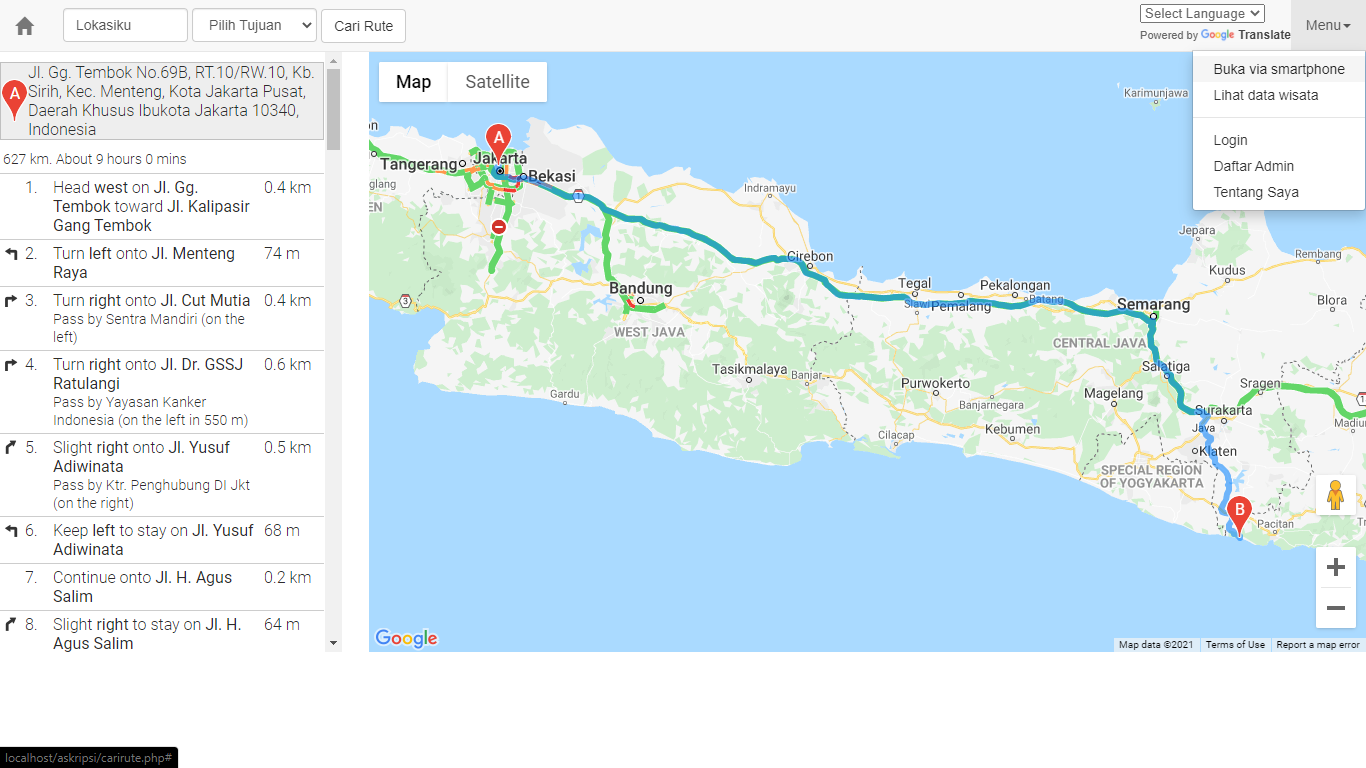 Lokasiku
Pilih Tujuan
Cari Rute
Select Language
Powered by Google Translate
Menu
Buka via smartphone
Lihat data wisata
Login
Daftar Admin
Tentang Saya
A
Jl. Gg. Tembok No.69B, RT.10/RW.10, Kb.
Sirih, Kec. Menteng, Kota Jakarta Pusat,
Daerah Khusus Ibukota Jakarta 10340,
Indonesia
627 km. About 9 hours 0 mins
1. Head west on Jl. Gg. 0.4 km
Tembok toward Jl. Kalipasir
Gang Tembok
2. Turn left onto Jl. Menteng 74 m
Raya
3. Turn right onto Jl. Cut Mutia 0.4 km
Pass by Sentra Mandiri (on the
left)
4. Turn right onto Jl. Dr. GSSJ 0.6 km
Ratulangi
Pass by Yayasan Kanker
Indonesia (on the left in 550 m)
5. Slight right onto Jl. Yusuf 0.5 km
Adiwinata
Pass by Ktr. Penghubung DI Jkt
(on the right)
6. Keep left to stay on Jl. Yusuf 68 m
Adiwinata
7. Continue onto Jl. H. Agus 0.2 km
Salim
8. Slight right to stay on Jl. H. 64 m
Agus Salim
Map
Satellite
Karimunjawa
on
A
Tangerang
Jakarta
Bekasi
glang
EN
1
Indramayu
Jepara
Cirebon
Rembang
Kudus
3
Bandung
Tegal
Pekalongan
Slawi
Pemalang
Batang
Semarang
Blora
WEST JAVA
CENTRAL JAVA
Tasikmalaya
Banjar
Salatiga
Purwokerto
Sragen
Gardu
Magelang
Banjarnegara
Surakarta
1
Java
Madiu
Cilacap
Kebumen
Klaten
SPECIAL REGION
OF YOGYAKARTA
B
Pacitan
Tr
Google
Map data ©2021
Terms of Use
Report a map error
localhost/askripsi/carirute.php#